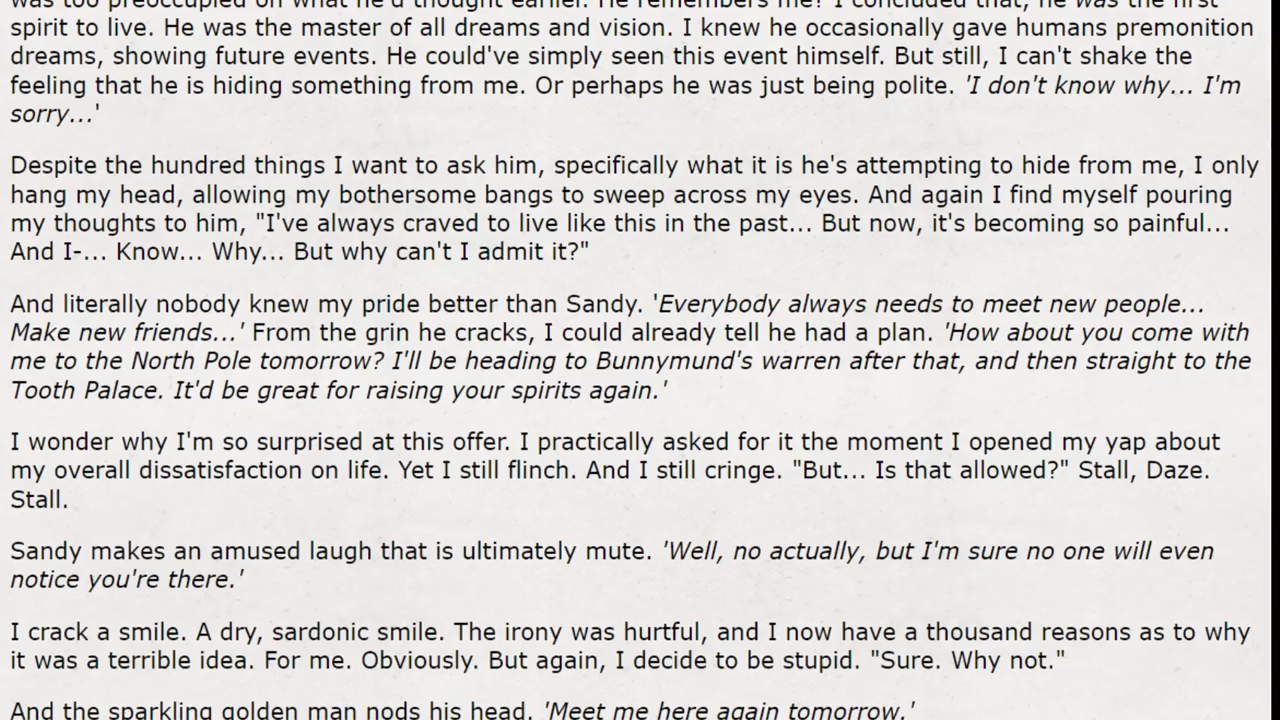 was too preoccupied on what he'd thought earlier. He remembers me? I concluded that, he was the first
spirit to live. He was the master of all dreams and vision. I knew he occasionally gave humans premonition
dreams, showing future events. He could've simply seen this event himself. But still, I can't shake the
feeling that he is hiding something from me. Or perhaps he was just being polite. 'I don't know why... I'm
sorry...'
Despite the hundred things I want to ask him, specifically what it is he's attempting to hide from me, I only
hang my head, allowing my bothersome bangs to sweep across my eyes. And again I find myself pouring
my thoughts to him, "I've always craved to live like this in the past... But now, it's becoming so painful...
And I-... Know... Why... But why can't I admit it?"
And literally nobody knew my pride better than Sandy. 'Everybody always needs to meet new people...
Make new friends...' From the grin he cracks, I could already tell he had a plan. 'How about you come with
me to the North Pole tomorrow? I'll be heading to Bunnymund's warren after that, and then straight to the
Tooth Palace. It'd be great for raising your spirits again.'
I wonder why I'm so surprised at this offer. I practically asked for it the moment I opened my yap about
my overall dissatisfaction on life. Yet I still flinch. And I still cringe. "But... Is that allowed?" Stall, Daze.
Stall.
Sandy makes an amused laugh that is ultimately mute. 'Well, no actually, but I'm sure no one will even
notice you're there.'
I crack a smile. A dry, sardonic smile. The irony was hurtful, and I now have a thousand reasons as to why
it was a terrible idea. For me. Obviously. But again, I decide to be stupid. "Sure. Why not."
And the sparkling golden man nods his head. 'Meet me here again tomorrow.'